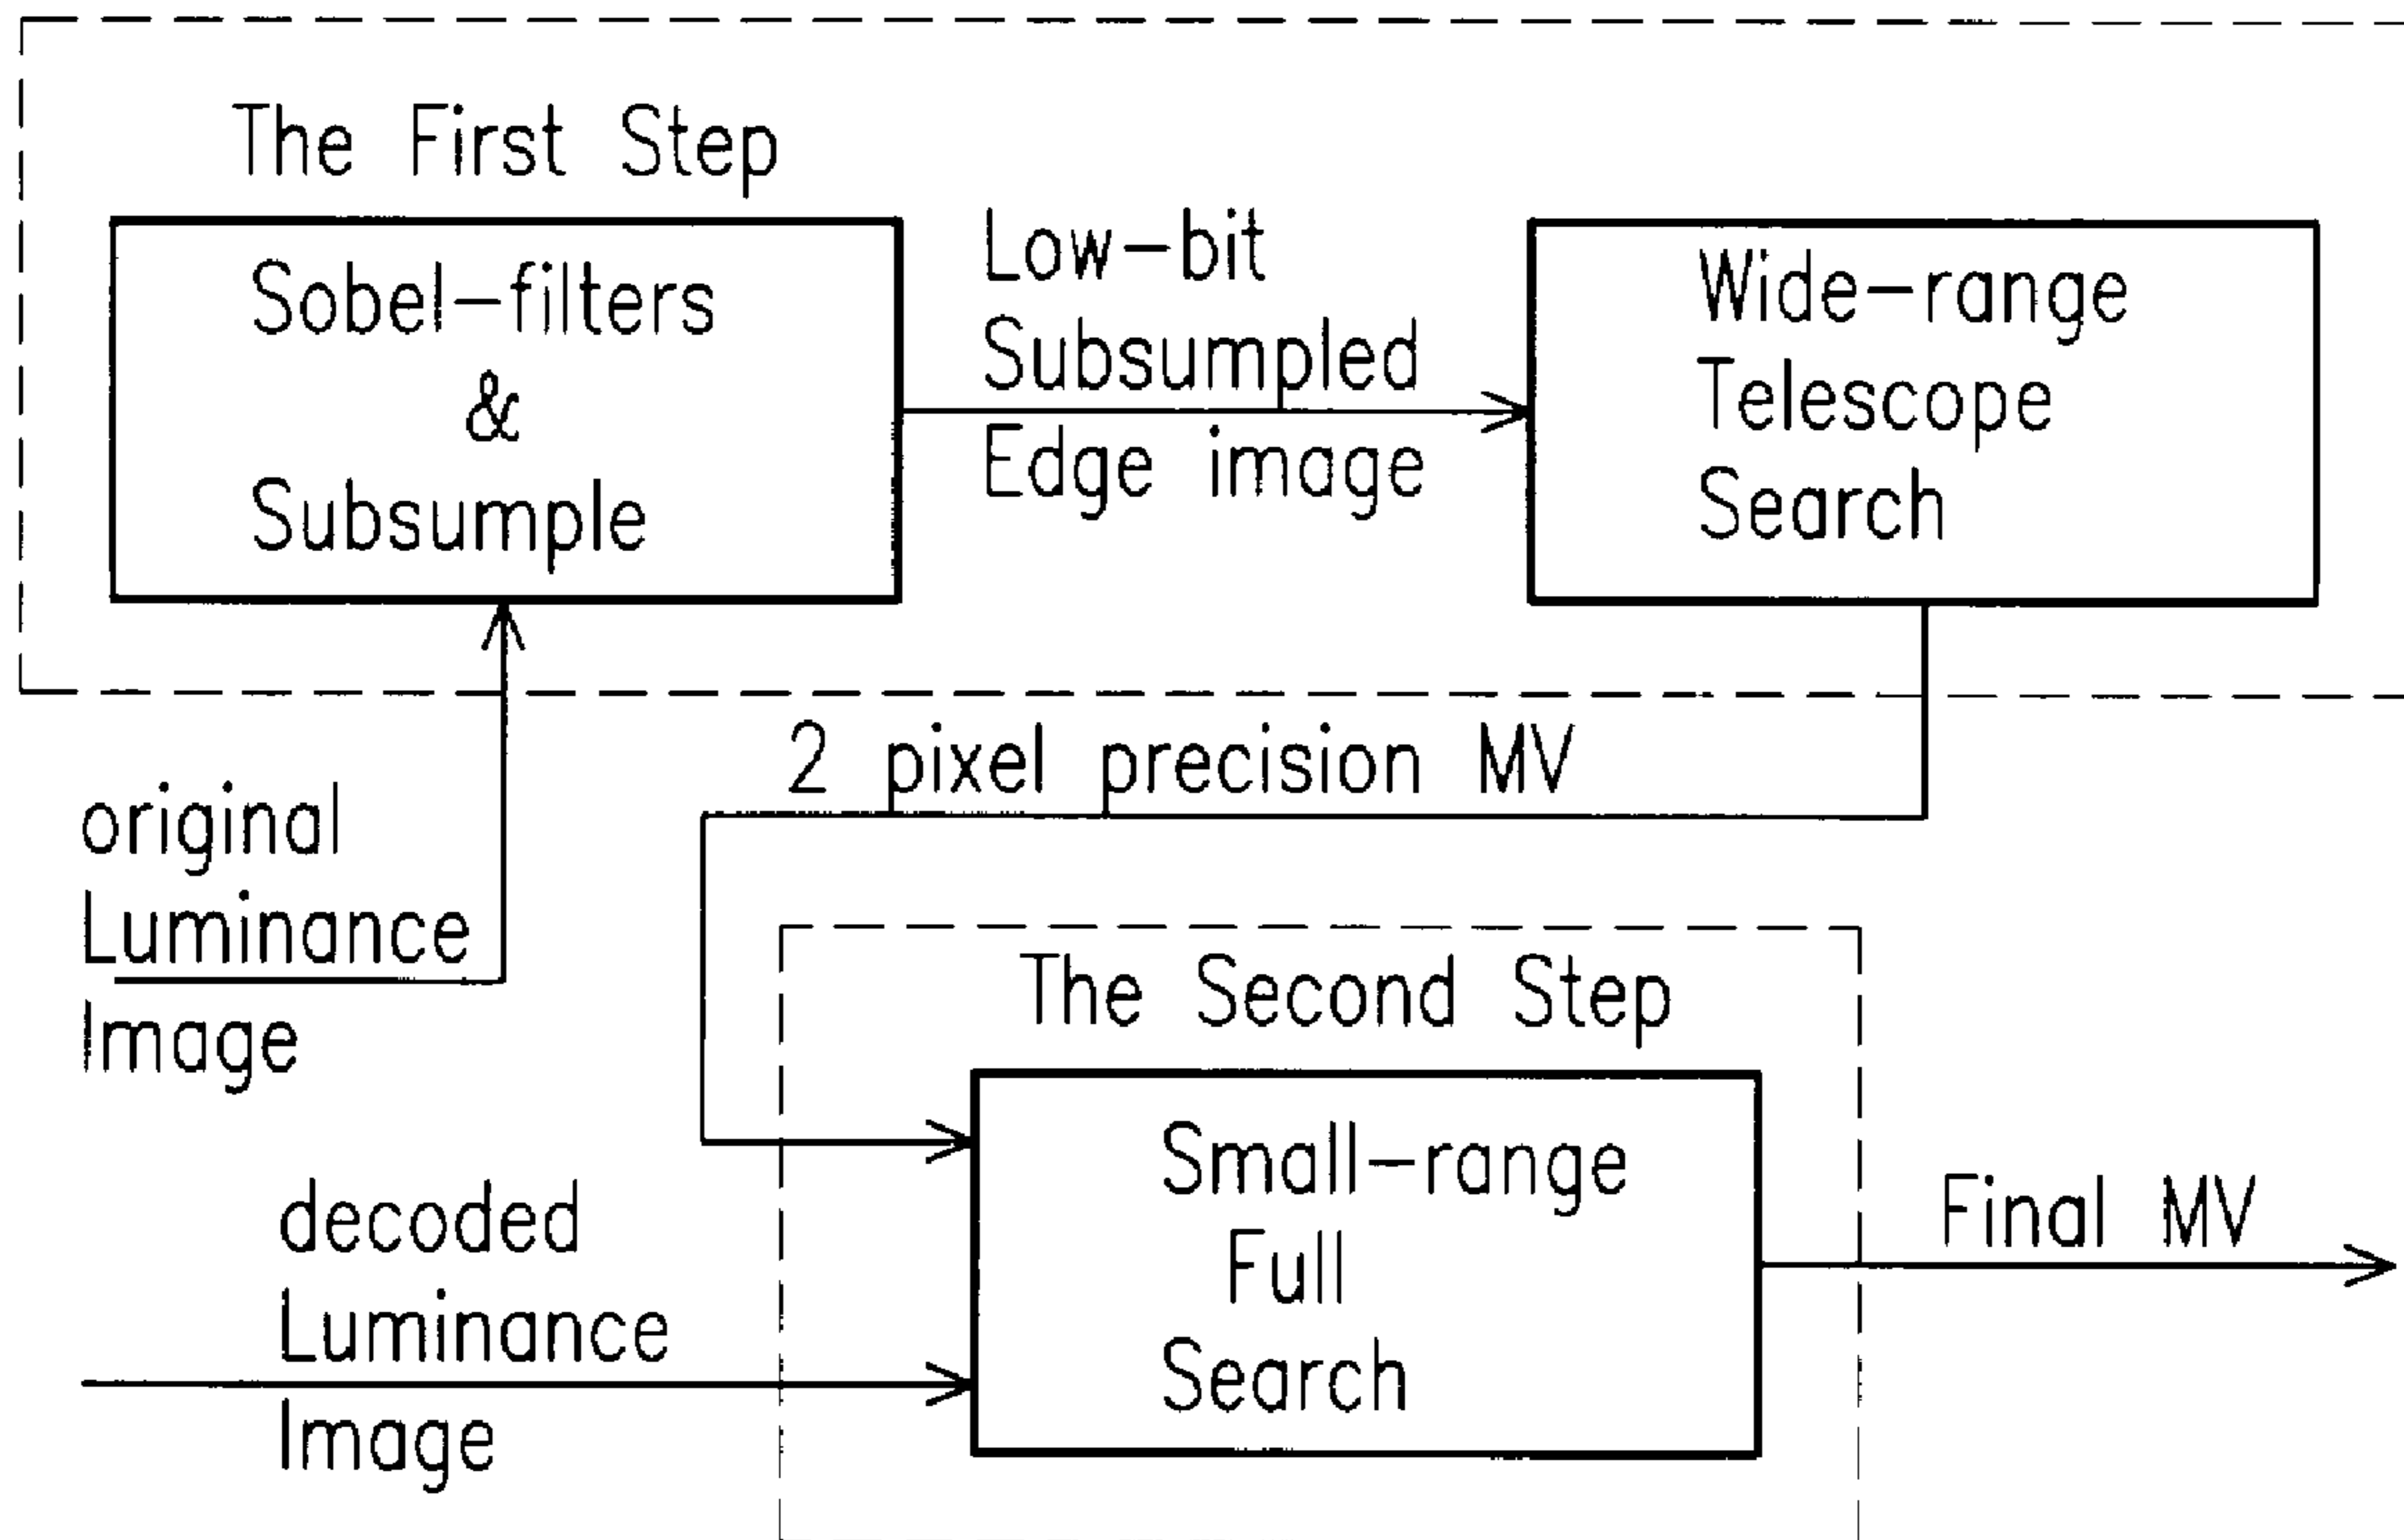 The First Step
Sobel-filters
&
Subsumple
Low-bit
Subsumpled
Edge image
Wide-range
Telescope
Search
2 pixel precision MV
original
Luminance
Image
The Second Step
Small-range
Full
Search
decoded
Luminance
Image
Final MV